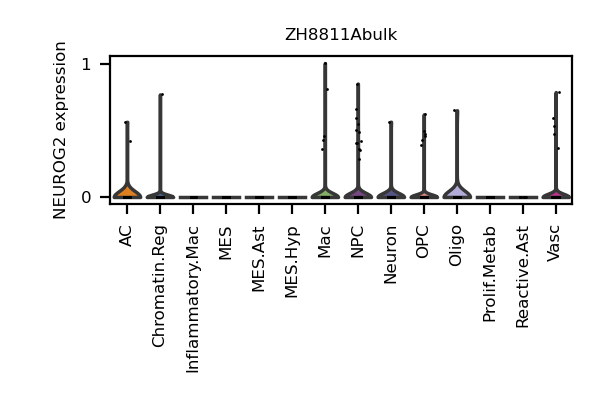 ZH8811Abulk
NEUROG2 expression
1
0
AC
Chromatin.Reg
Inflammatory.Mac
MES
MES.Ast
MES.Hyp
Mac
NPC
Neuron
OPC
Oligo
Prolif.Metab
Reactive.Ast
Vasc